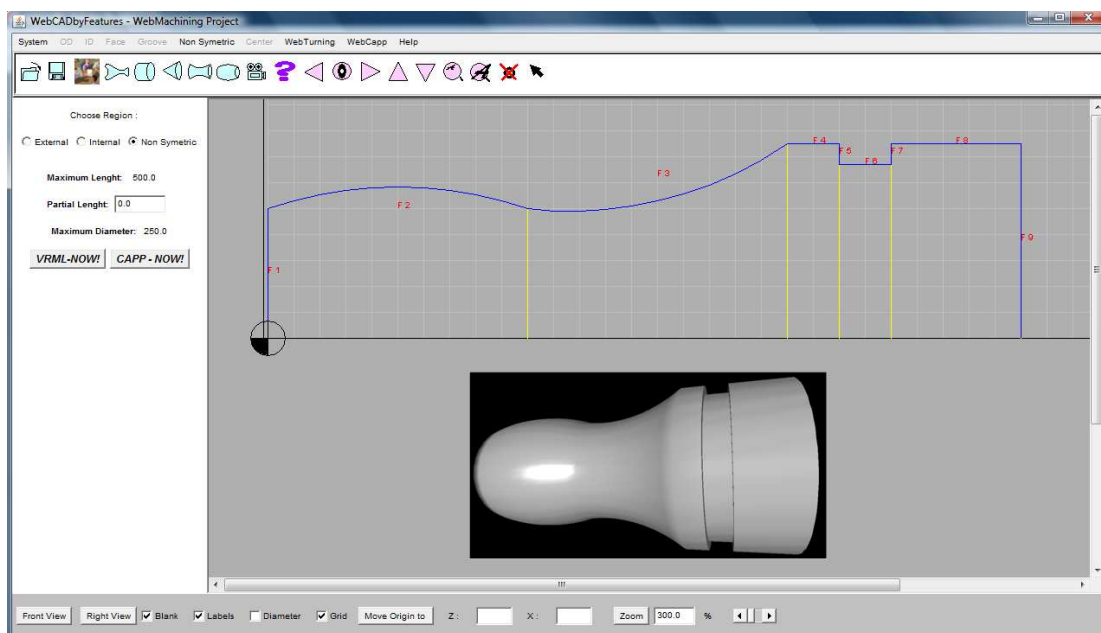 WebCADbyFeatures - WebMachining Project
System OD ID Face Groove Non Symetric Center WebTurning WebCapp Help
Choose Region :
External Internal Non Symetric
Maximum Lenght: 500.0
Partial Lenght: 0.0
Maximum Diameter: 250.0
VRML-NOW! CAPP - NOW!
F 1
F 2
F 3
F 4
F 5
F 6
F 7
F 8
F 9
Front View Right View Blank Labels Diameter Grid Move Origin to Z : X : Zoom 300.0 %